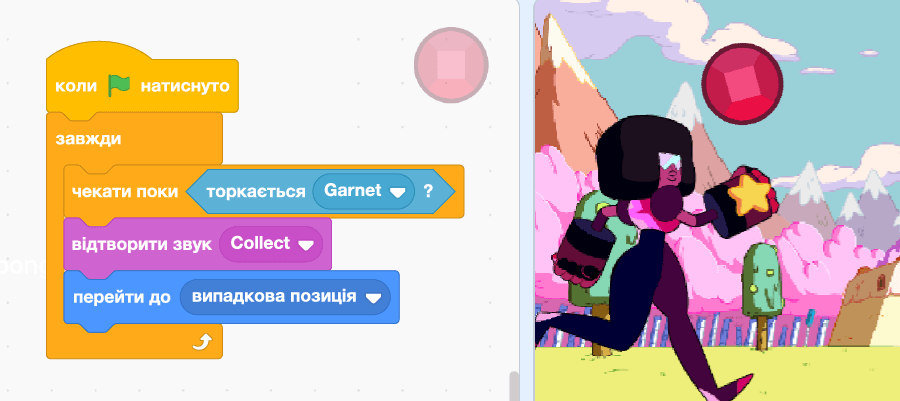 коли натиснуто
завжди
чекати поки торкається Garnet ?
відтворити звук Collect
перейти до випадкова позиція